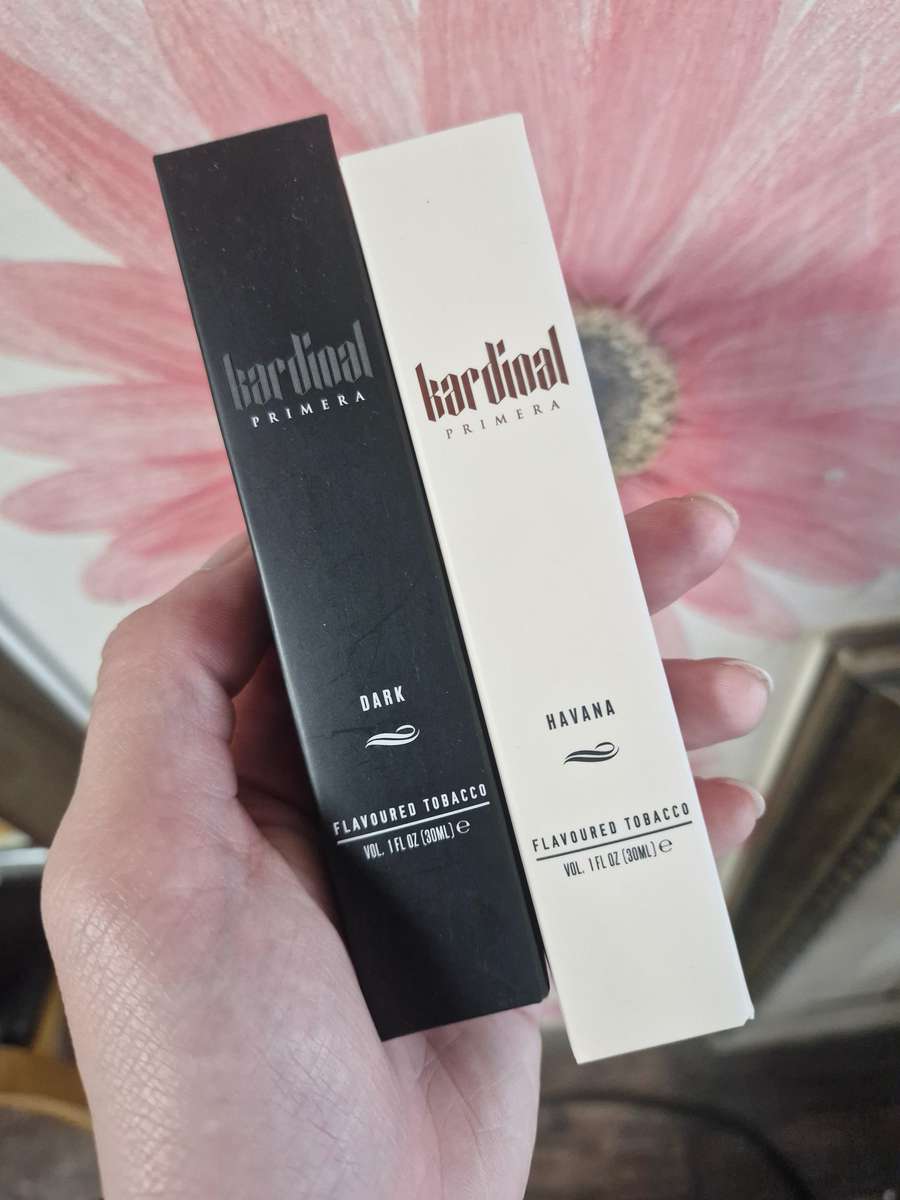 kardinal
PRIMERA
DARK
FLAVOURED TOBACCO
VOL. 1 FL OZ (30ML) ℮
kardinal
PRIMERA
HAVANA
FLAVOURED TOBACCO
VOL. 1 FL OZ (30ML) ℮